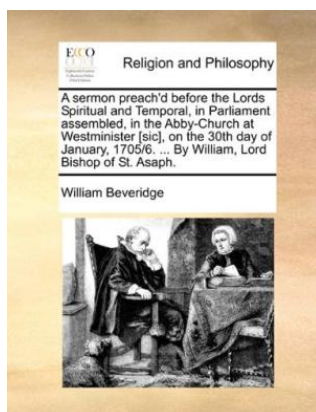 ECCO
Religion and Philosophy
A sermon preach'd before the Lords
Spiritual and Temporal, in Parliament
assembled, in the Abby-Church at
Westminister [sic], on the 30th day of
January, 1705/6. ... By William, Lord
Bishop of St. Asaph.
William Beveridge